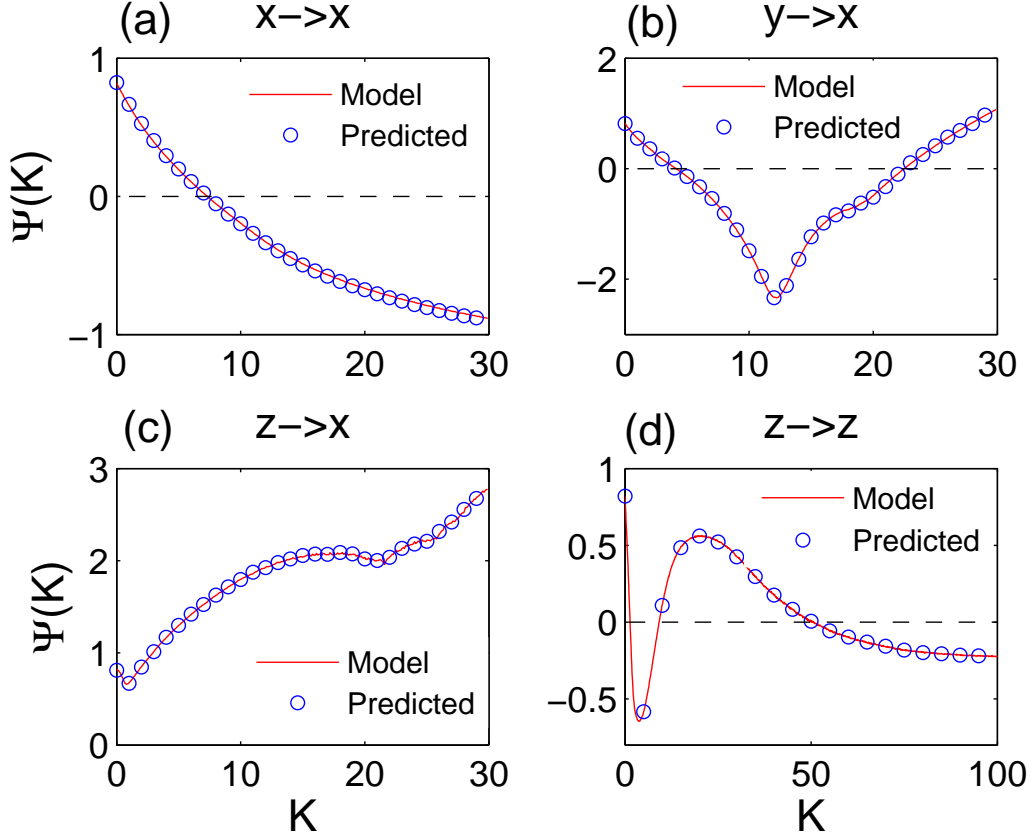 (a) x−>x
1
0
−1
Ψ(K)
Model
Predicted
0 10 20 30
(b) y−>x
2
0
−2
Model
Predicted
0 10 20 30
(c) z−>x
3
2
1
0
Ψ(K)
Model
Predicted
0 10 20 30
K
(d) z−>z
1
0.5
0
−0.5
Model
Predicted
0 50 100
K